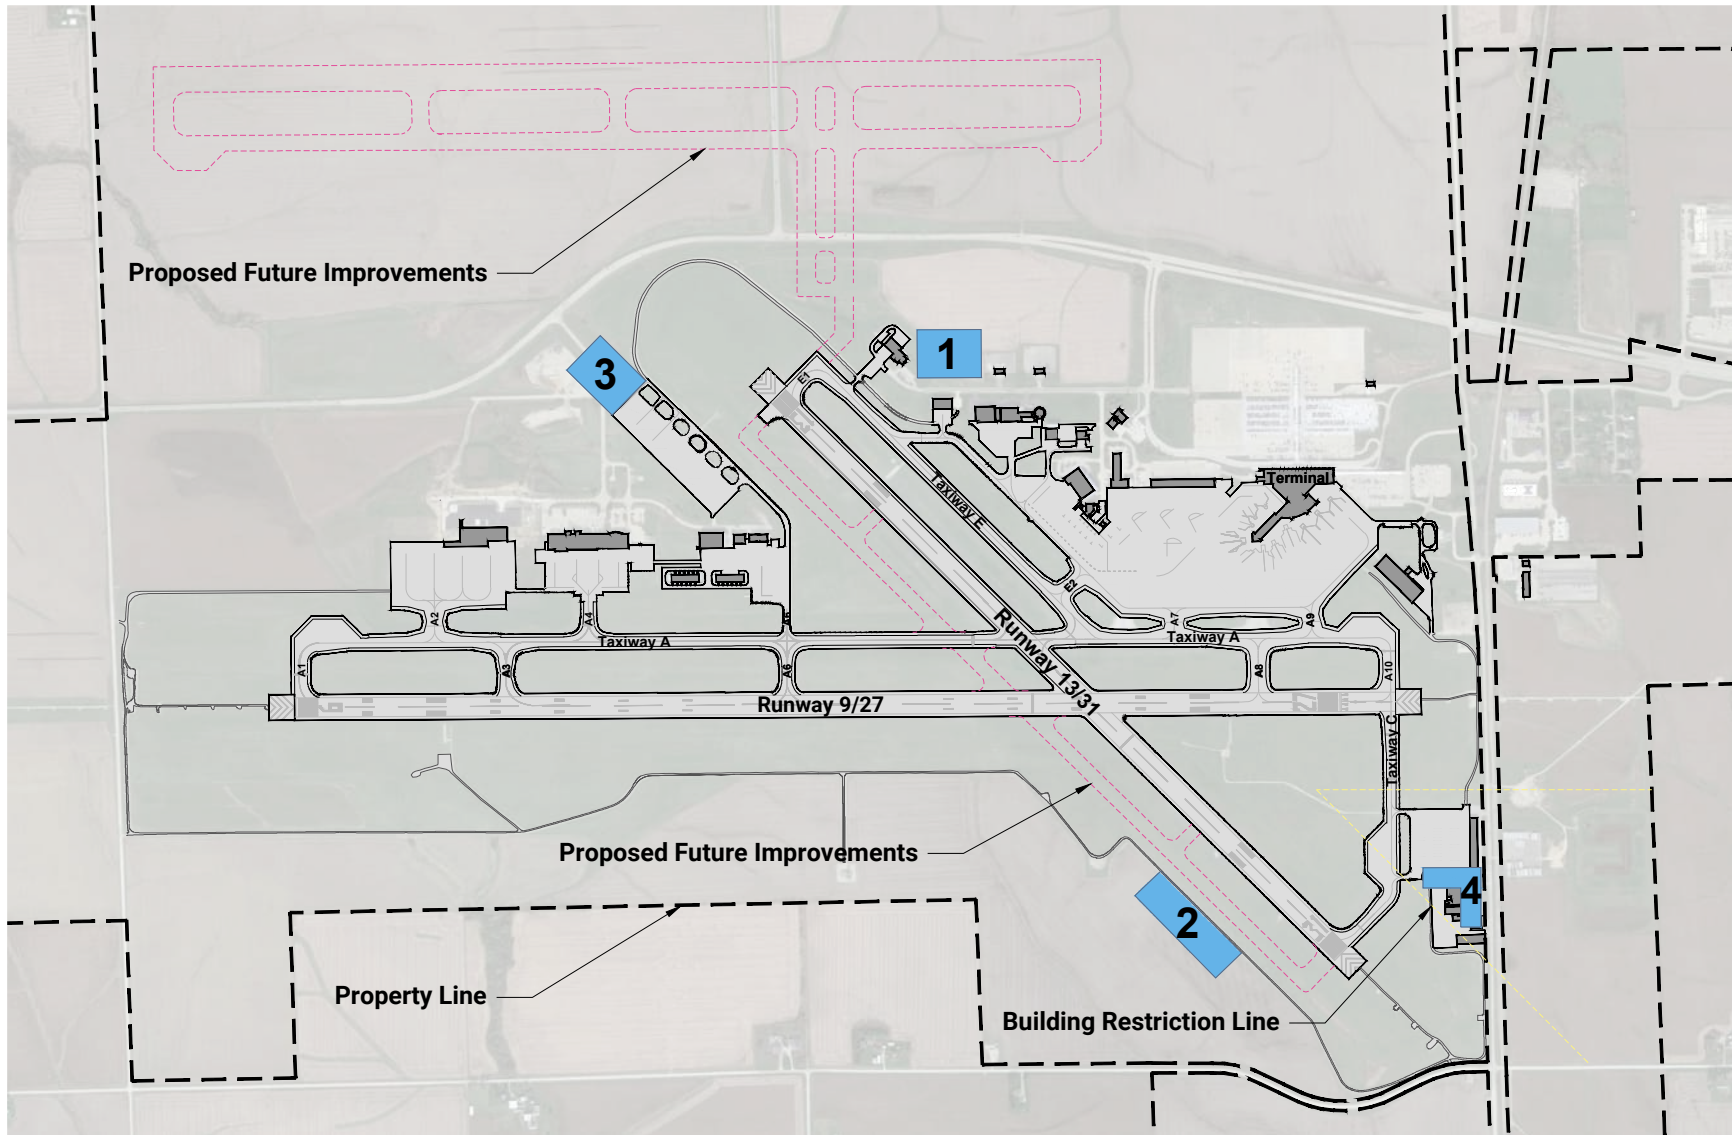 Proposed Future Improvements
1
3
E1
Taxiway E
Terminal
E2
A2
A4
A5
A7
A9
Taxiway A
Taxiway A
Runway 13/31
A1
A3
A6
A8
A10
9
Runway 9/27
27
Taxiway C
Proposed Future Improvements
4
2
Property Line
Building Restriction Line